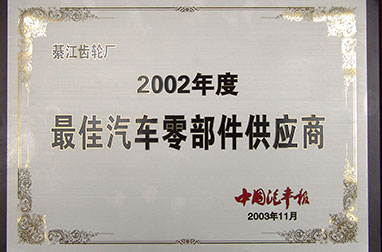 綦江齿轮厂
2002年度
最佳汽车零部件供应商
中国汽车报
2003年11月